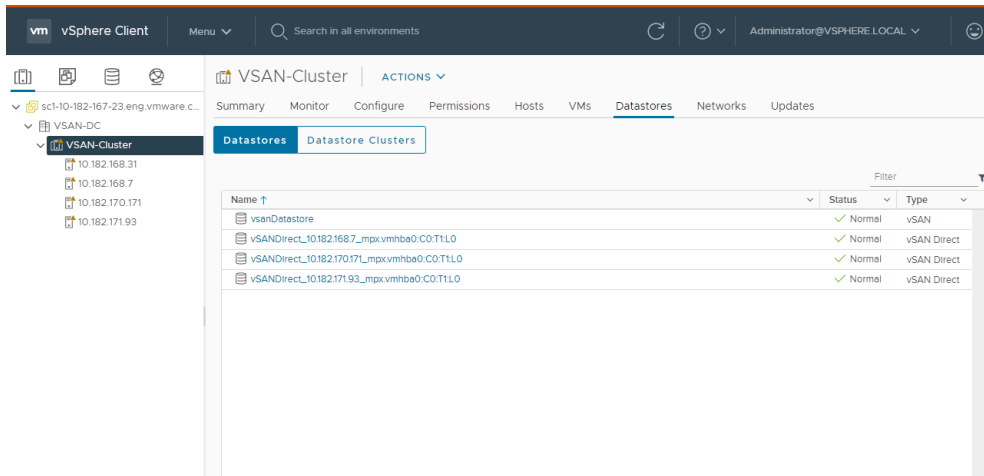 vm vSphere Client Menu Search in all environments Administrator@VSPHERE.LOCAL
VSAN-Cluster ACTIONS
sc1-10-182-167-23.eng.vmware.c...
VSAN-DC
VSAN-Cluster
10.182.168.31
10.182.168.7
10.182.170.171
10.182.171.93
Summary Monitor Configure Permissions Hosts VMs Datastores Networks Updates
Datastores Datastore Clusters
Filter
Name ↑ Status Type
vsanDatastore Normal vSAN
vSANDirect_10.182.168.7_mpx.vmhba0:C0:T1:L0 Normal vSAN Direct
vSANDirect_10.182.170.171_mpx.vmhba0:C0:T1:L0 Normal vSAN Direct
vSANDirect_10.182.171.93_mpx.vmhba0:C0:T1:L0 Normal vSAN Direct